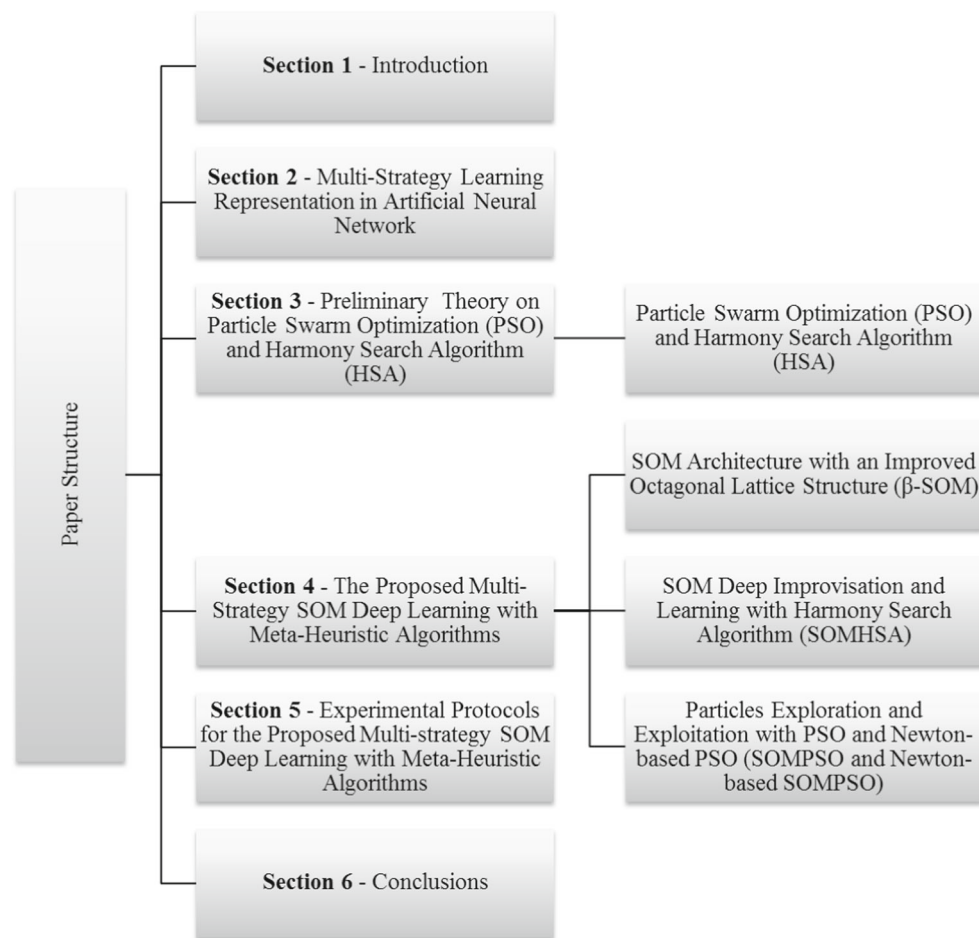 Paper Structure
Section 1 - Introduction
Section 2 - Multi-Strategy Learning
Representation in Artificial Neural
Network
Section 3 - Preliminary Theory on
Particle Swarm Optimization (PSO)
and Harmony Search Algorithm
(HSA)
Particle Swarm Optimization (PSO)
and Harmony Search Algorithm
(HSA)
Section 4 - The Proposed Multi-
Strategy SOM Deep Learning with
Meta-Heuristic Algorithms
SOM Architecture with an Improved
Octagonal Lattice Structure (β-SOM)
SOM Deep Improvisation and
Learning with Harmony Search
Algorithm (SOMHSA)
Particles Exploration and
Exploitation with PSO and Newton-
based PSO (SOMPSO and Newton-
based SOMPSO)
Section 5 - Experimental Protocols
for the Proposed Multi-strategy SOM
Deep Learning with Meta-Heuristic
Algorithms
Section 6 - Conclusions